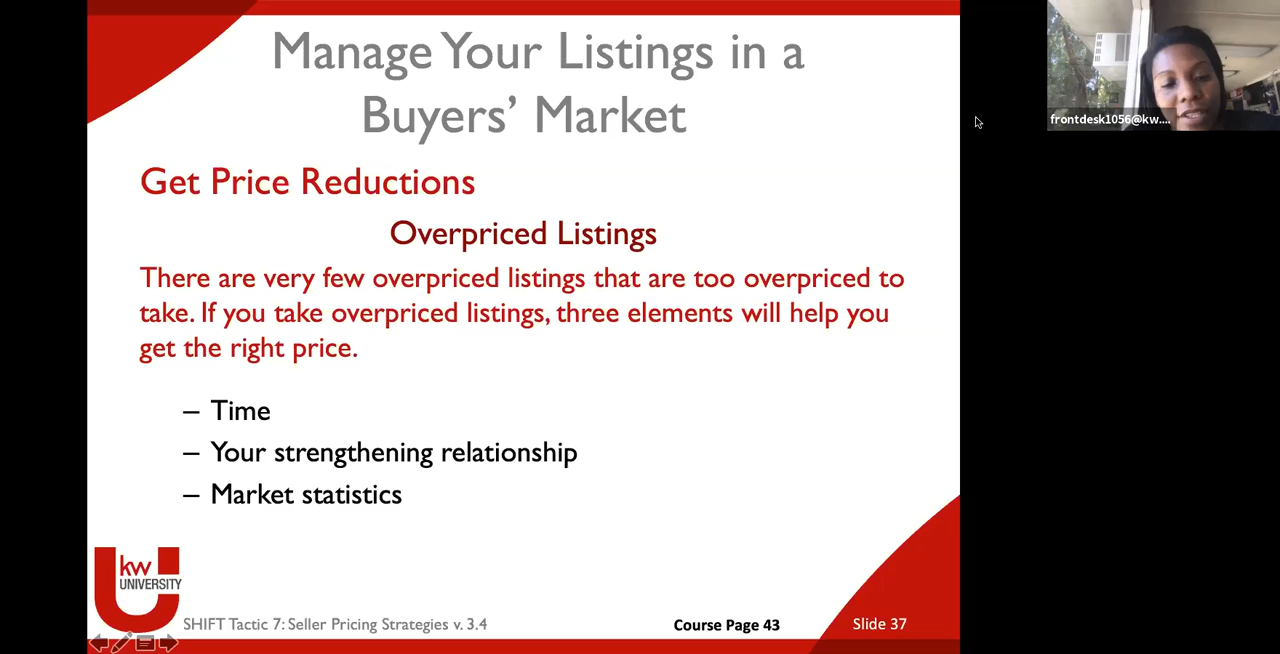 Manage Your Listings in a
Buyers’ Market
frontdesk1056@kw....
Get Price Reductions
Overpriced Listings
There are very few overpriced listings that are too overpriced to
take. If you take overpriced listings, three elements will help you
get the right price.
– Time
– Your strengthening relationship
– Market statistics
kw
UNIVERSITY
SHIFT Tactic 7: Seller Pricing Strategies v. 3.4
Course Page 43
Slide 37